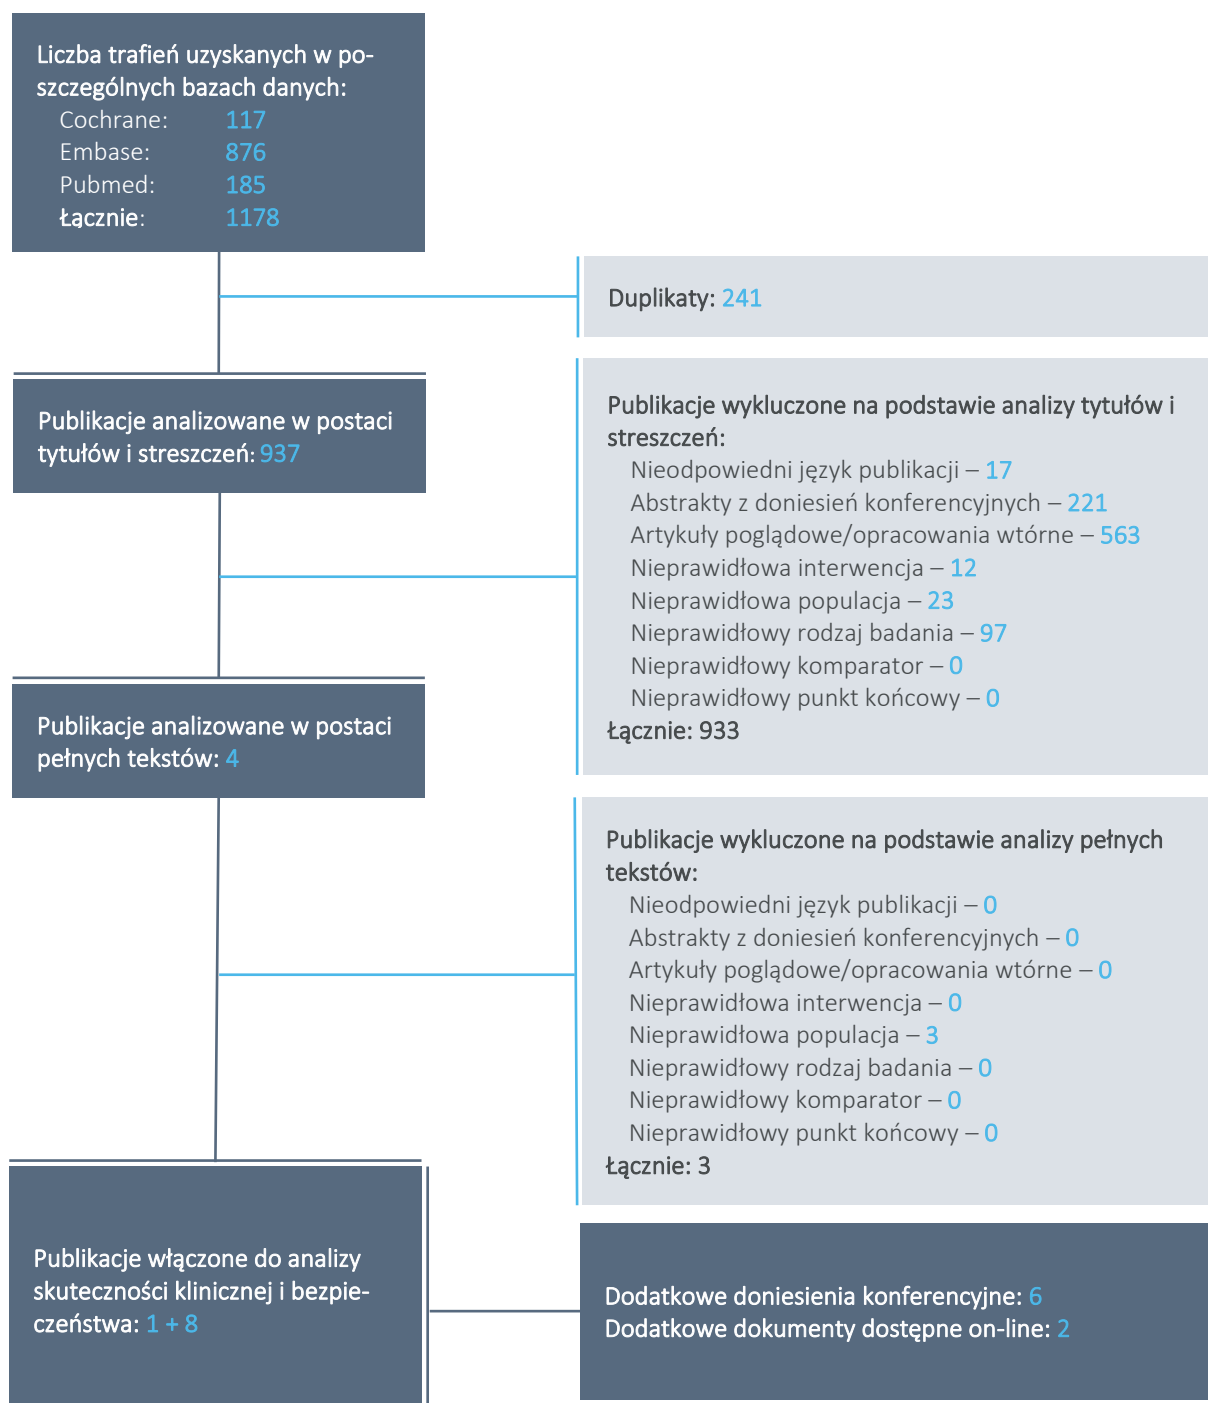 Liczba trafień uzyskanych w po-
szczególnych bazach danych:
Cochrane: 117
Embase: 876
Pubmed: 185
Łącznie: 1178
Duplikaty: 241
Publikacje analizowane w postaci
tytułów i streszczeń: 937
Publikacje wykluczone na podstawie analizy tytułów i
streszczeń:
Nieodpowiedni język publikacji – 17
Abstrakty z doniesień konferencyjnych – 221
Artykuły poglądowe/opracowania wtórne – 563
Nieprawidłowa interwencja – 12
Nieprawidłowa populacja – 23
Nieprawidłowy rodzaj badania – 97
Nieprawidłowy komparator – 0
Nieprawidłowy punkt końcowy – 0
Łącznie: 933
Publikacje analizowane w postaci
pełnych tekstów: 4
Publikacje wykluczone na podstawie analizy pełnych
tekstów:
Nieodpowiedni język publikacji – 0
Abstrakty z doniesień konferencyjnych – 0
Artykuły poglądowe/opracowania wtórne – 0
Nieprawidłowa interwencja – 0
Nieprawidłowa populacja – 3
Nieprawidłowy rodzaj badania – 0
Nieprawidłowy komparator – 0
Nieprawidłowy punkt końcowy – 0
Łącznie: 3
Publikacje włączone do analizy
skuteczności klinicznej i bezpie-
czeństwa: 1 + 8
Dodatkowe doniesienia konferencyjne: 6
Dodatkowe dokumenty dostępne on-line: 2